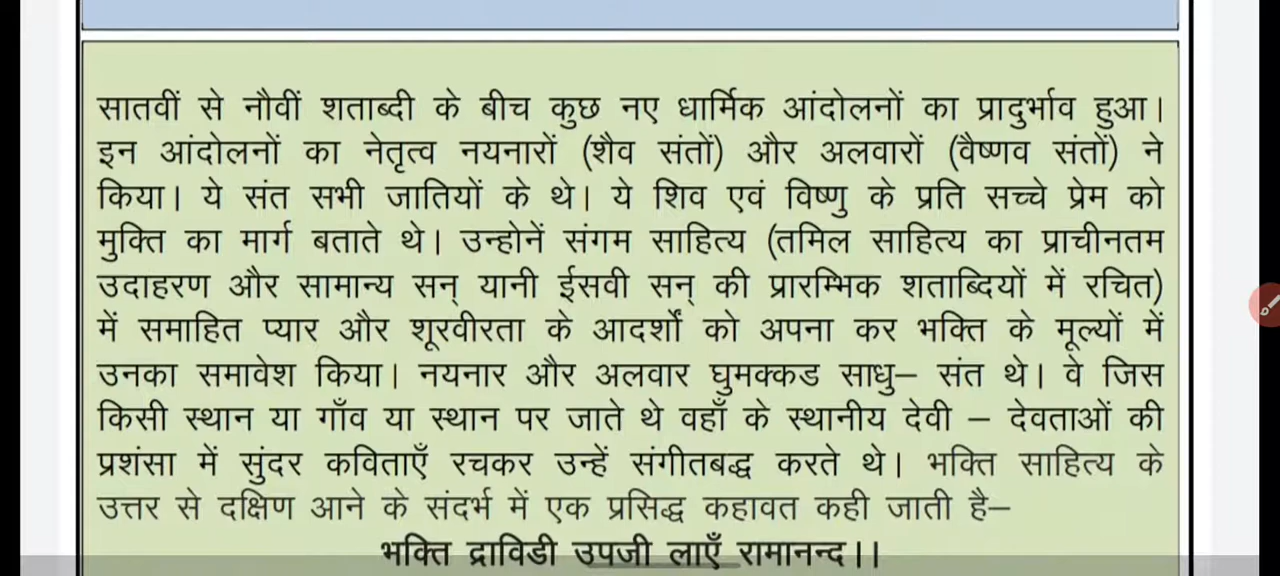 सातवीं से नौवीं शताब्दी के बीच कुछ नए धार्मिक आंदोलनों का प्रादुर्भाव हुआ।
इन आंदोलनों का नेतृत्व नयनारों (शैव संतों) और अलवारों (वैष्णव संतों) ने
किया। ये संत सभी जातियों के थे। ये शिव एवं विष्णु के प्रति सच्चे प्रेम को
मुक्ति का मार्ग बताते थे। उन्होनें संगम साहित्य (तमिल साहित्य का प्राचीनतम
उदाहरण और सामान्य सन् यानी ईसवी सन् की प्रारम्भिक शताब्दियों में रचित)
में समाहित प्यार और शूरवीरता के आदर्शों को अपना कर भक्ति के मूल्यों में
उनका समावेश किया। नयनार और अलवार घुमक्कड साधु– संत थे। वे जिस
किसी स्थान या गाँव या स्थान पर जाते थे वहाँ के स्थानीय देवी – देवताओं की
प्रशंसा में सुंदर कविताएँ रचकर उन्हें संगीतबद्ध करते थे। भक्ति साहित्य के
उत्तर से दक्षिण आने के संदर्भ में एक प्रसिद्ध कहावत कही जाती है–
भक्ति द्राविडी उपजी लाएँ रामानन्द।।